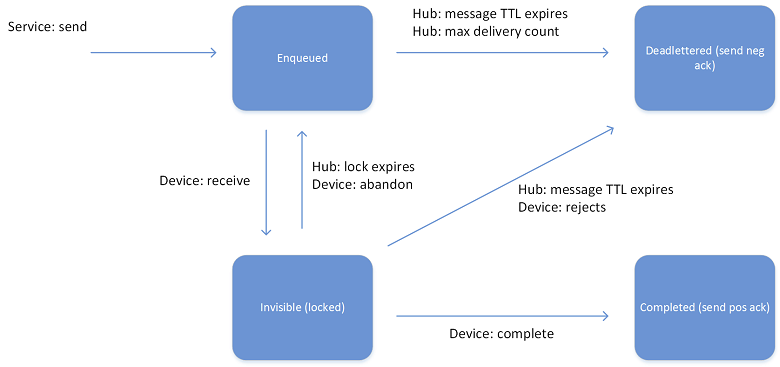 Service: send
Enqueued
Hub: message TTL expires
Hub: max delivery count
Deadlettered (send neg
ack)
Device: receive
Hub: lock expires
Device: abandon
Hub: message TTL expires
Device: rejects
Invisible (locked)
Device: complete
Completed (send pos ack)